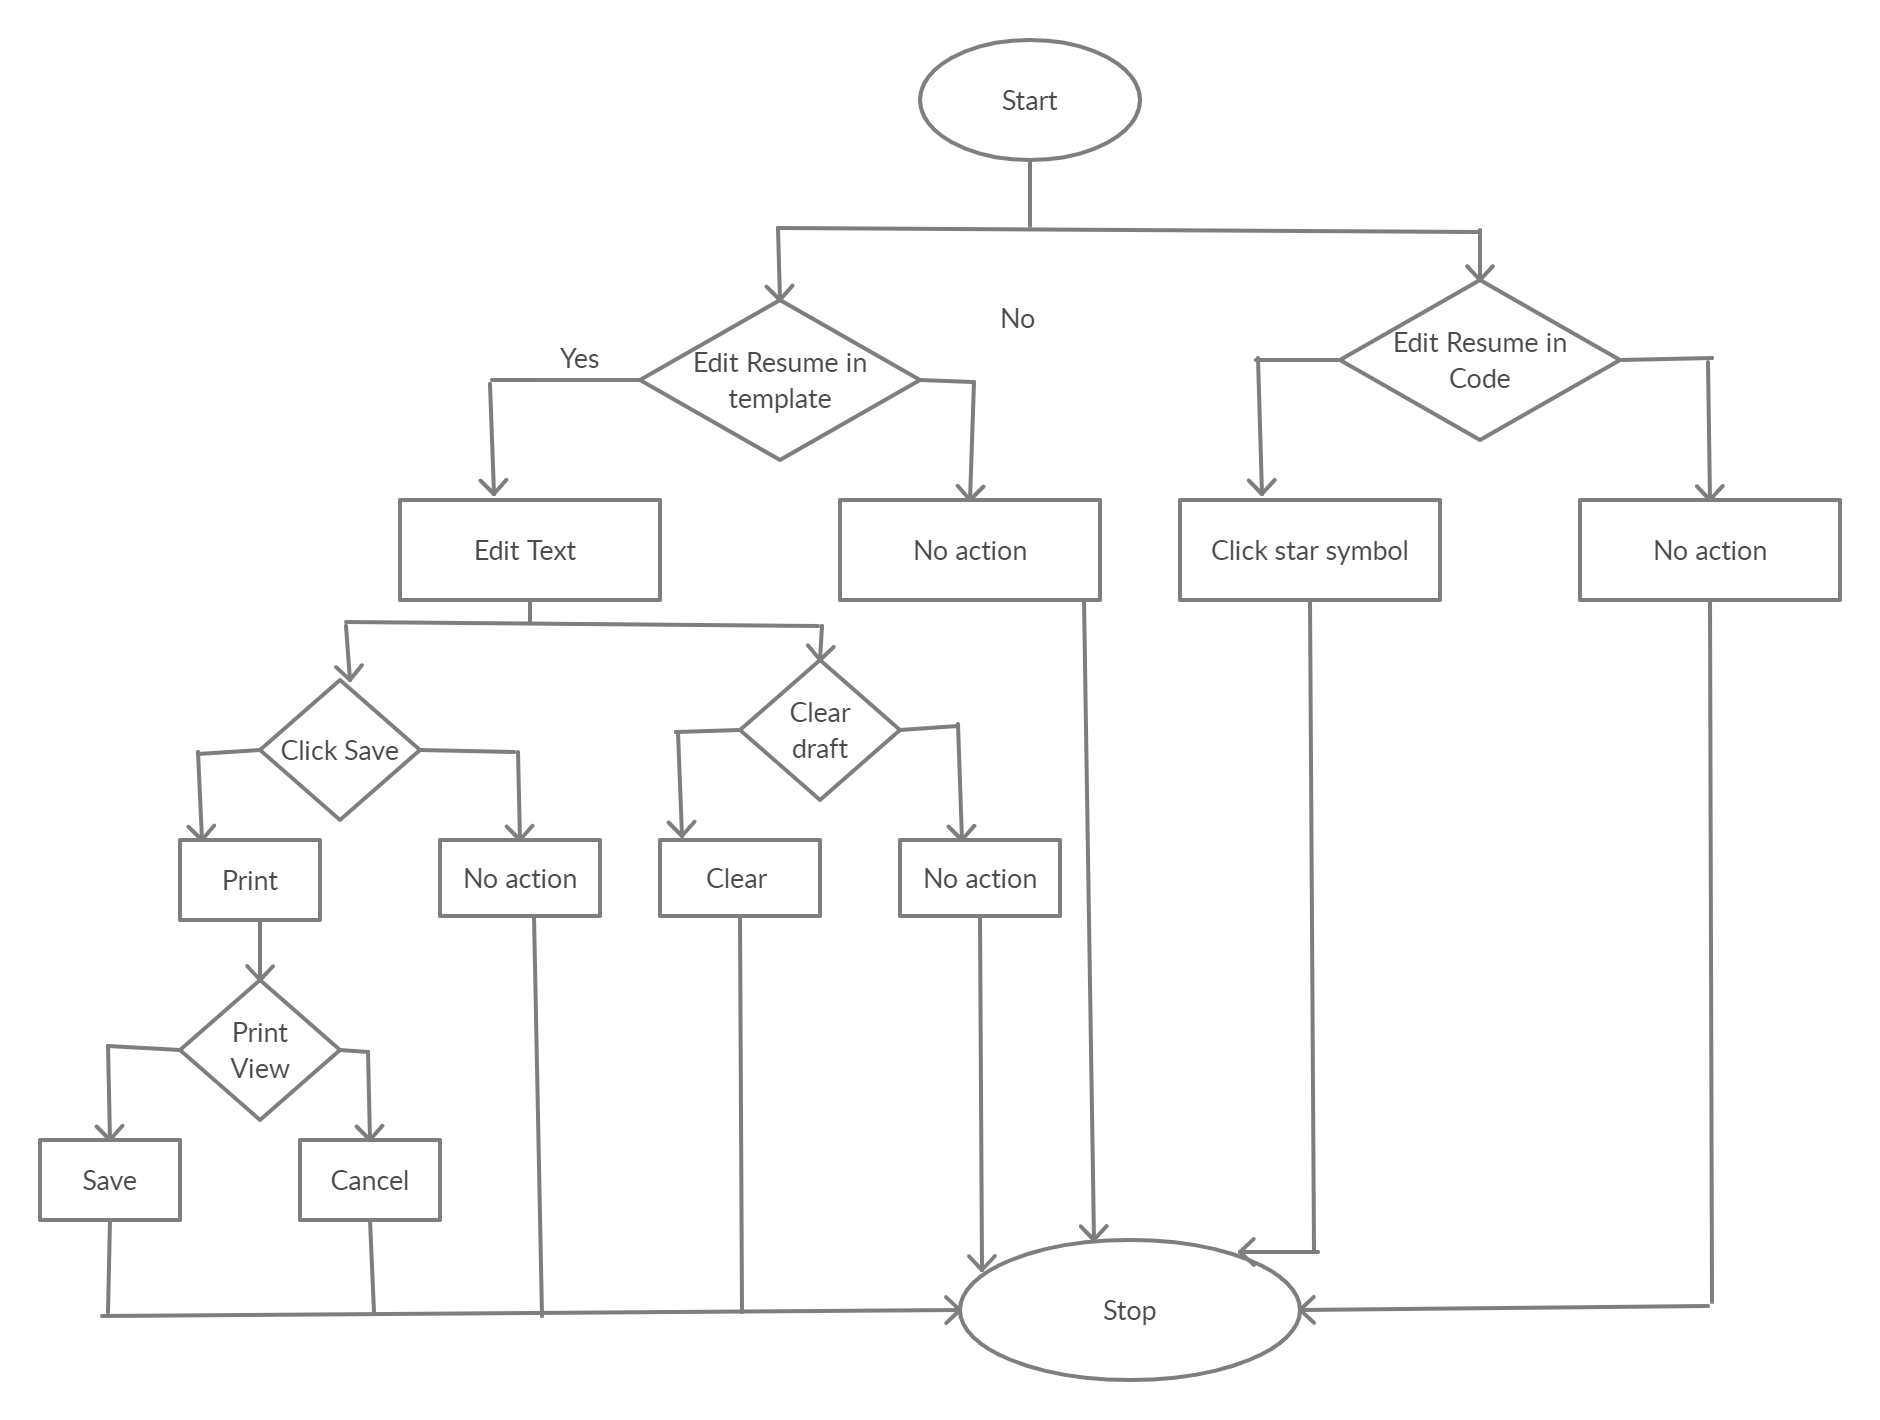 Start
No
Yes
Edit Resume in
template
Edit Resume in
Code
Edit Text
No action
Click star symbol
No action
Click Save
Clear
draft
Print
No action
Clear
No action
Print
View
Save
Cancel
Stop